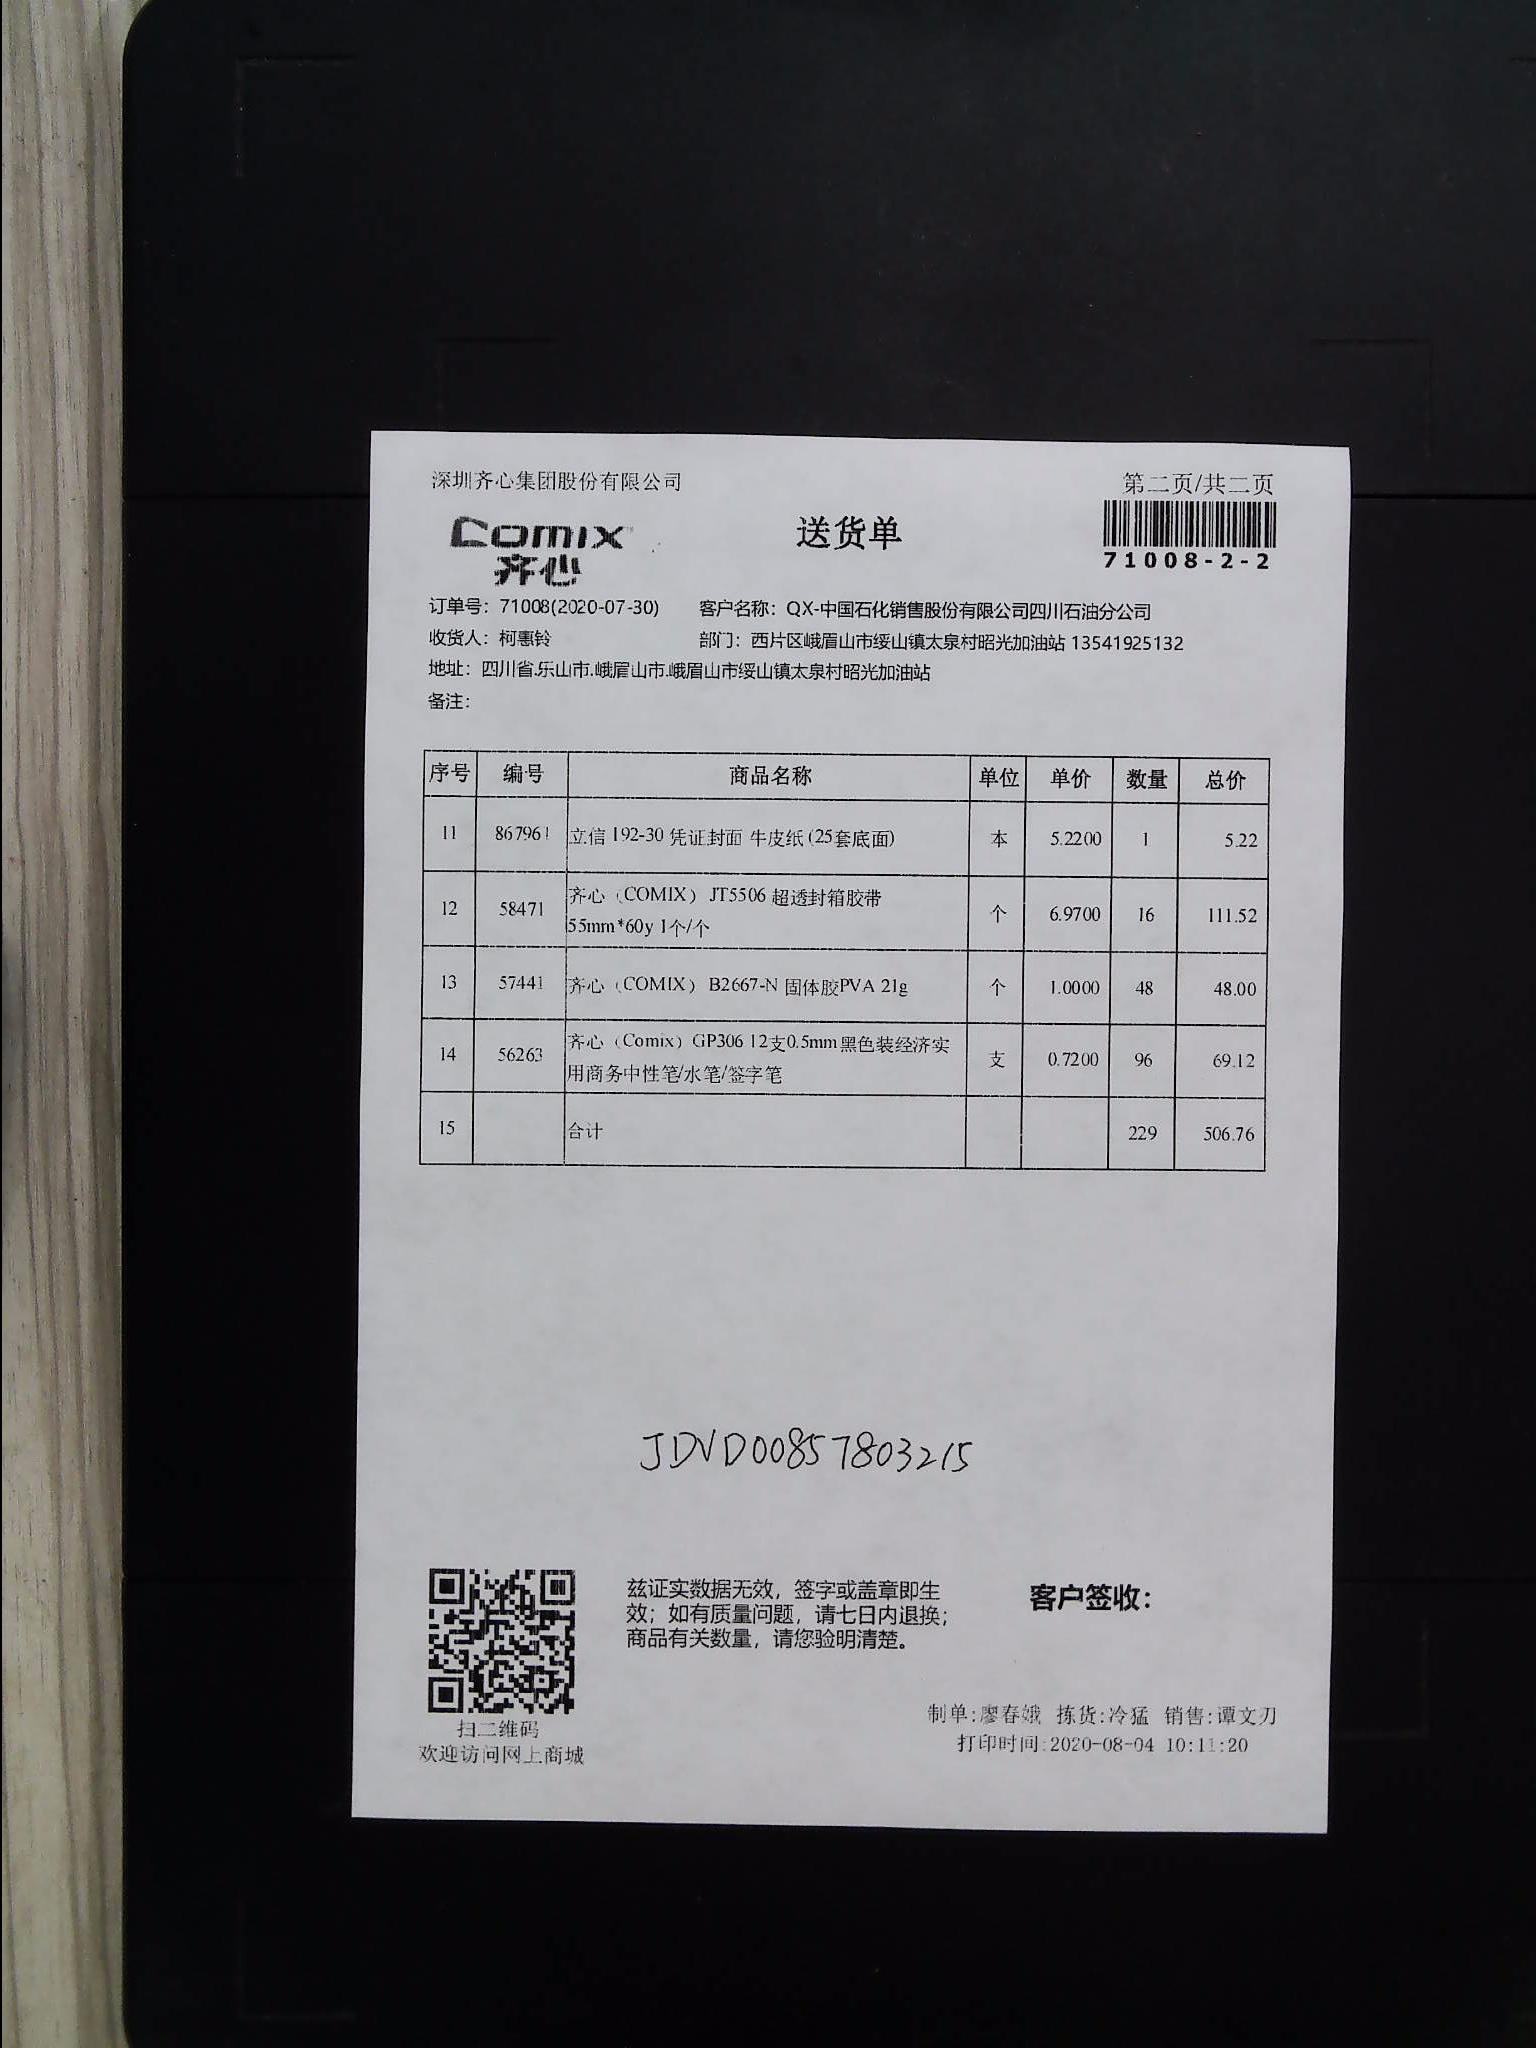 深圳齐心集团股份有限公司
第二页/共二页
Comix
齐心
送货单
71008-2-2
订单号：71008(2020-07-30) 客户名称：QX-中国石化销售股份有限公司四川石油分公司
收货人：柯惠铃 部门：西片区峨眉山市绥山镇太泉村昭光加油站 13541925132
地址：四川省.乐山市.峨眉山市.峨眉山市绥山镇太泉村昭光加油站
备注：
序号 编号 商品名称 单位 单价 数量 总价
11 867961 立信 192-30 凭证封面 牛皮纸 (25套底面) 本 5.2200 1 5.22
12 58471 齐心（COMIX） JT5506 超透封箱胶带
55mm*60y 1个/个 个 6.9700 16 111.52
13 57441 齐心（COMIX） B2667-N 固体胶PVA 21g 个 1.0000 48 48.00
14 56263 齐心（Comix）GP306 12支0.5mm黑色装经济实
用商务中性笔/水笔/签字笔 支 0.7200 96 69.12
15 合计 229 506.76
JDVD00857803215
兹证实数据无效，签字或盖章即生
效；如有质量问题，请七日内退换；
商品有关数量，请您验明清楚。
客户签收：
扫二维码
欢迎访问网上商城
制单:廖春娥 拣货:冷猛 销售:谭文刃
打印时间:2020-08-04 10:11:20